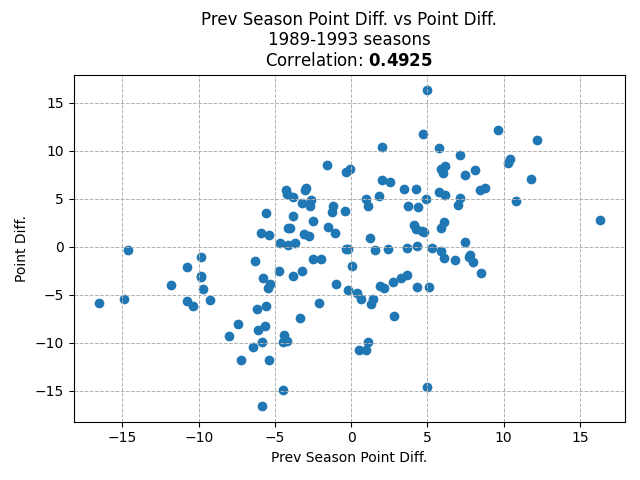 Prev Season Point Diff. vs Point Diff.
1989-1993 seasons
Correlation: 0.4925
15
10
5
0
−5
−10
−15
Point Diff.
−15 −10 −5 0 5 10 15
Prev Season Point Diff.